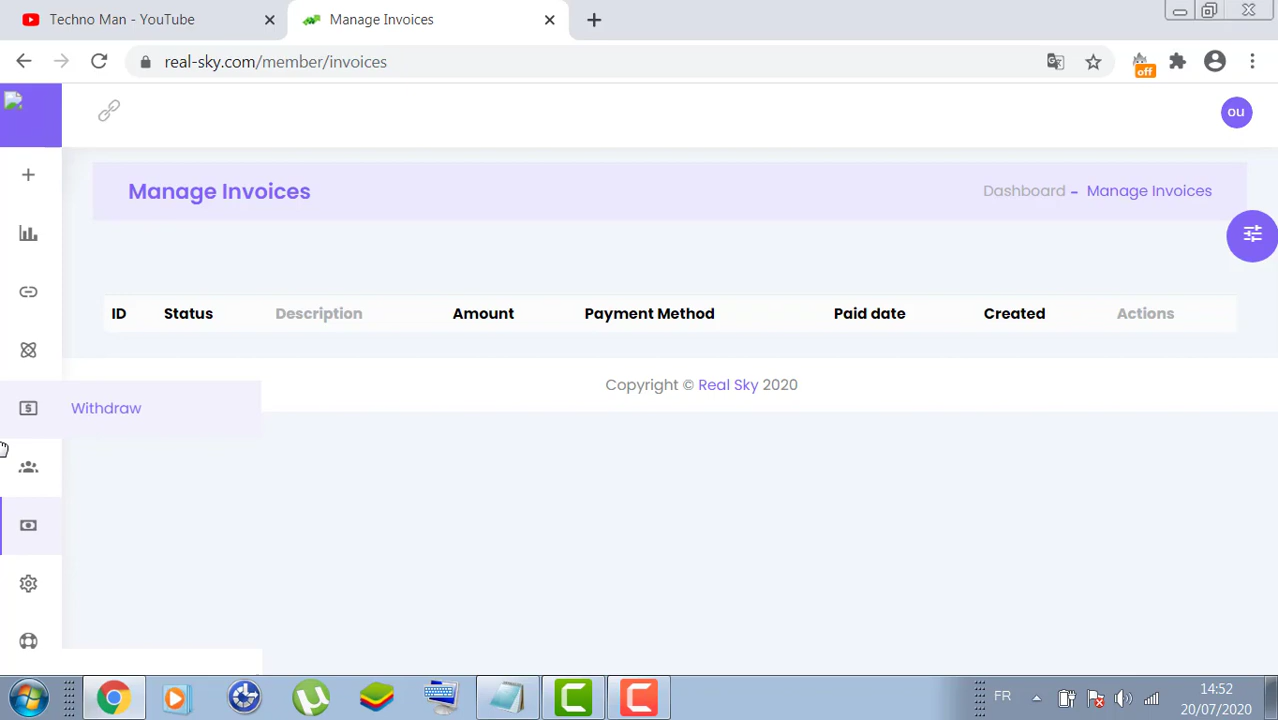 Techno Man - YouTube
Manage Invoices
real-sky.com/member/invoices
off
OU
Manage Invoices
Dashboard - Manage Invoices
ID Status Description Amount Payment Method Paid date Created Actions
Copyright © Real Sky 2020
Withdraw
FR
14:52
20/07/2020